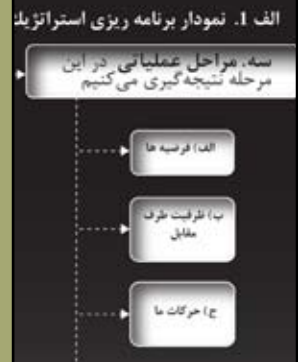 الف 1. نمودار برنامه ریزی استراتژیک
سه. مراحل عملیاتی در این
مرحله نتیجه‌گیری می‌کنیم
الف) فرضیه ها
ب) ظرفیت طرف
مقابل
ج) حرکات ما